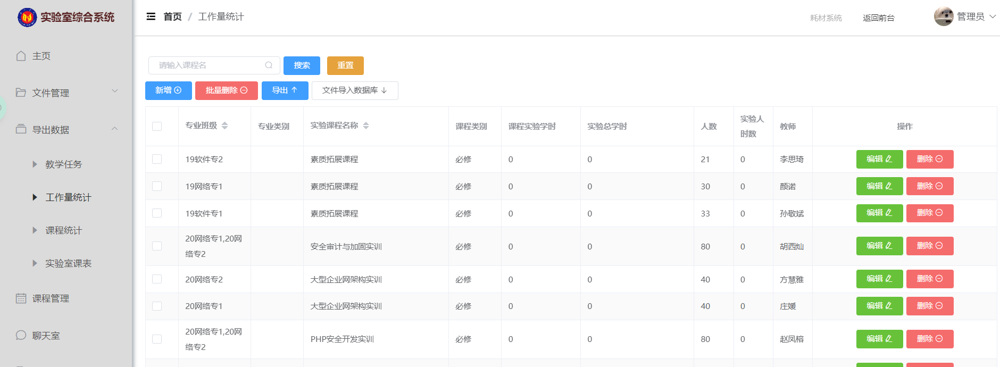 实验室综合系统
首页 / 工作量统计
耗材系统
返回前台
管理员
主页
文件管理
导出数据
教学任务
工作量统计
课程统计
实验室课表
课程管理
聊天室
请输入课程名
搜索
重置
新增
批量删除
导出
文件导入数据库
专业班级 专业类别 实验课程名称 课程类别 课程实验学时 实验总学时 人数 实验人时数 教师 操作
19软件专2 素质拓展课程 必修 0 0 21 0 李思琦 编辑 删除
19网络专1 素质拓展课程 必修 0 0 30 0 颜诺 编辑 删除
19软件专1 素质拓展课程 必修 0 0 33 0 孙敬斌 编辑 删除
20网络专1,20网络专2 安全审计与加固实训 必修 0 0 80 0 胡西灿 编辑 删除
20网络专2 大型企业网架构实训 必修 0 0 40 0 方慧雅 编辑 删除
20网络专1 大型企业网架构实训 必修 0 0 40 0 庄媛 编辑 删除
20网络专1,20网络专2 PHP安全开发实训 必修 0 0 80 0 赵凤榕 编辑 删除